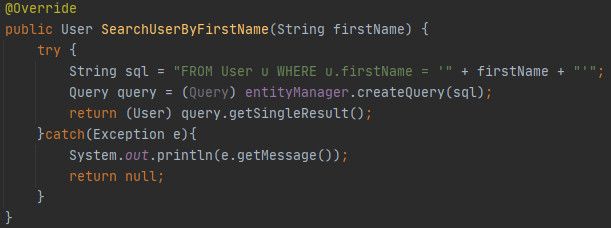 @Override
public User SearchUserByFirstName(String firstName) {
    try {
        String sql = "FROM User u WHERE u.firstName = '" + firstName + "'";
        Query query = (Query) entityManager.createQuery(sql);
        return (User) query.getSingleResult();
    }catch(Exception e){
        System.out.println(e.getMessage());
        return null;
    }
}